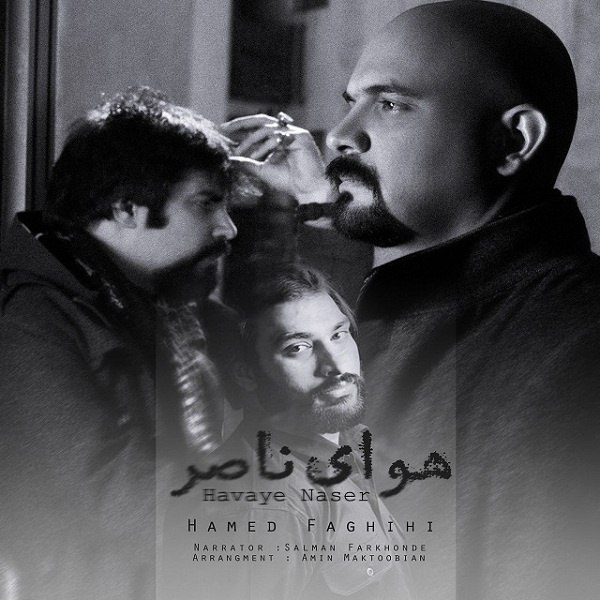 هوای ناصر
Havaye Naser
HAMED FAGHIHI
NARRATOR :SALMAN FARKHONDE
ARRANGMENT : AMIN MAKTOOBIAN